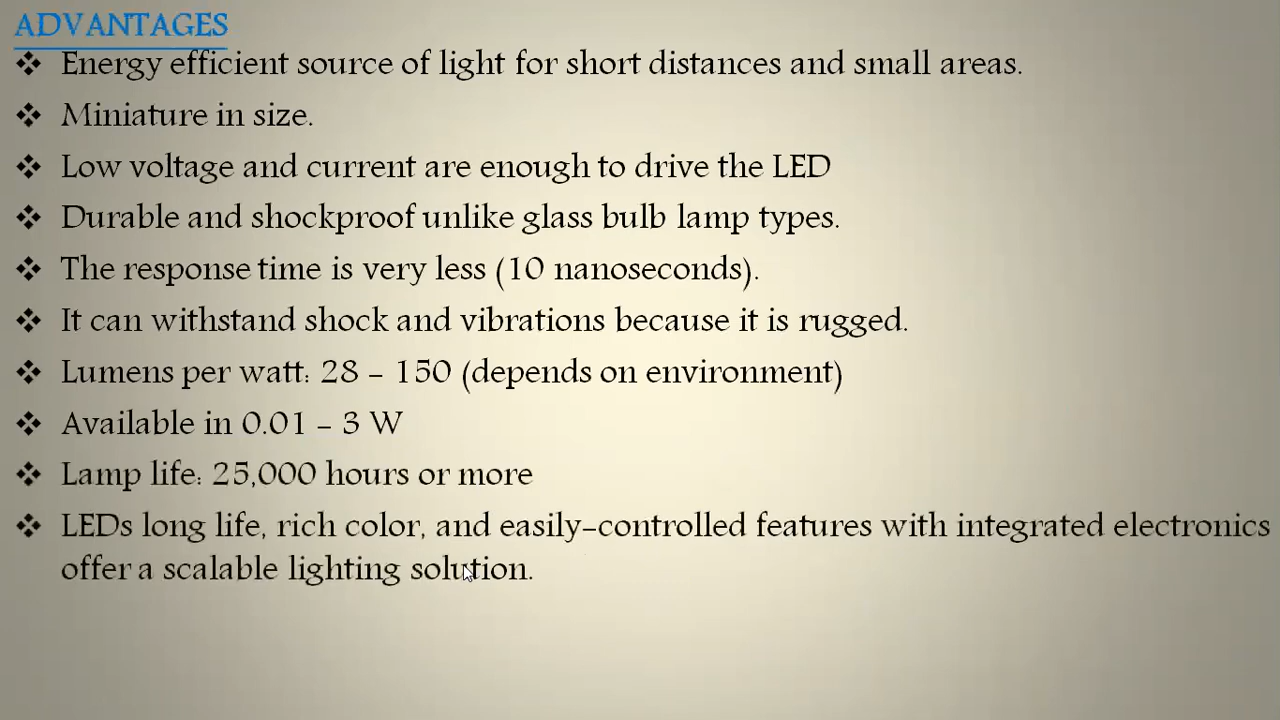 ADVANTAGES
❖ Energy efficient source of light for short distances and small areas.
❖ Miniature in size.
❖ Low voltage and current are enough to drive the LED
❖ Durable and shockproof unlike glass bulb lamp types.
❖ The response time is very less (10 nanoseconds).
❖ It can withstand shock and vibrations because it is rugged.
❖ Lumens per watt: 28 – 150 (depends on environment)
❖ Available in 0.01 – 3 W
❖ Lamp life: 25,000 hours or more
❖ LEDs long life, rich color, and easily-controlled features with integrated electronics
offer a scalable lighting solution.